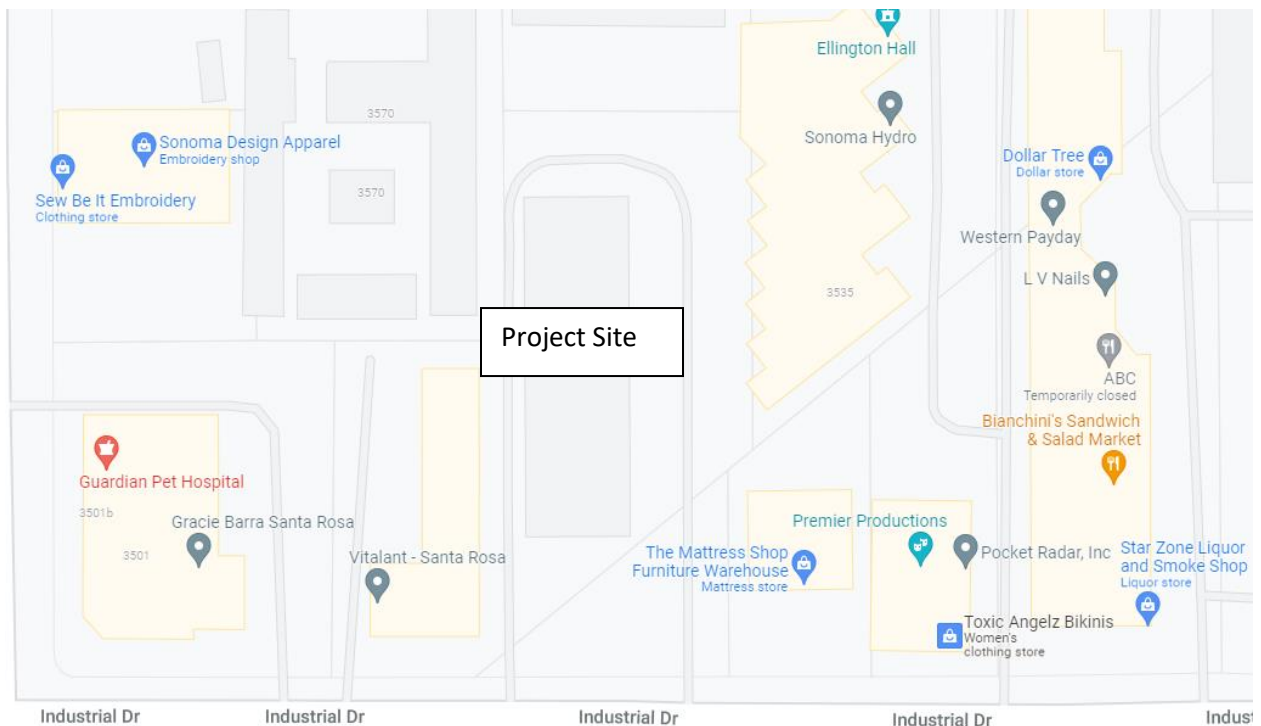 Ellington Hall
3570
Sonoma Hydro
Sonoma Design Apparel
Embroidery shop
Dollar Tree
Dollar store
3570
Sew Be It Embroidery
Clothing store
Western Payday
L V Nails
3535
Project Site
ABC
Temporarily closed
Bianchini's Sandwich
& Salad Market
Guardian Pet Hospital
3501b
Gracie Barra Santa Rosa
3501
Premier Productions
Vitalant - Santa Rosa
The Mattress Shop
Furniture Warehouse
Mattress store
Pocket Radar, Inc
Star Zone Liquor
and Smoke Shop
Liquor store
Toxic Angelz Bikinis
Women's
clothing store
Industrial Dr
Industrial Dr
Industrial Dr
Industrial Dr
Indust